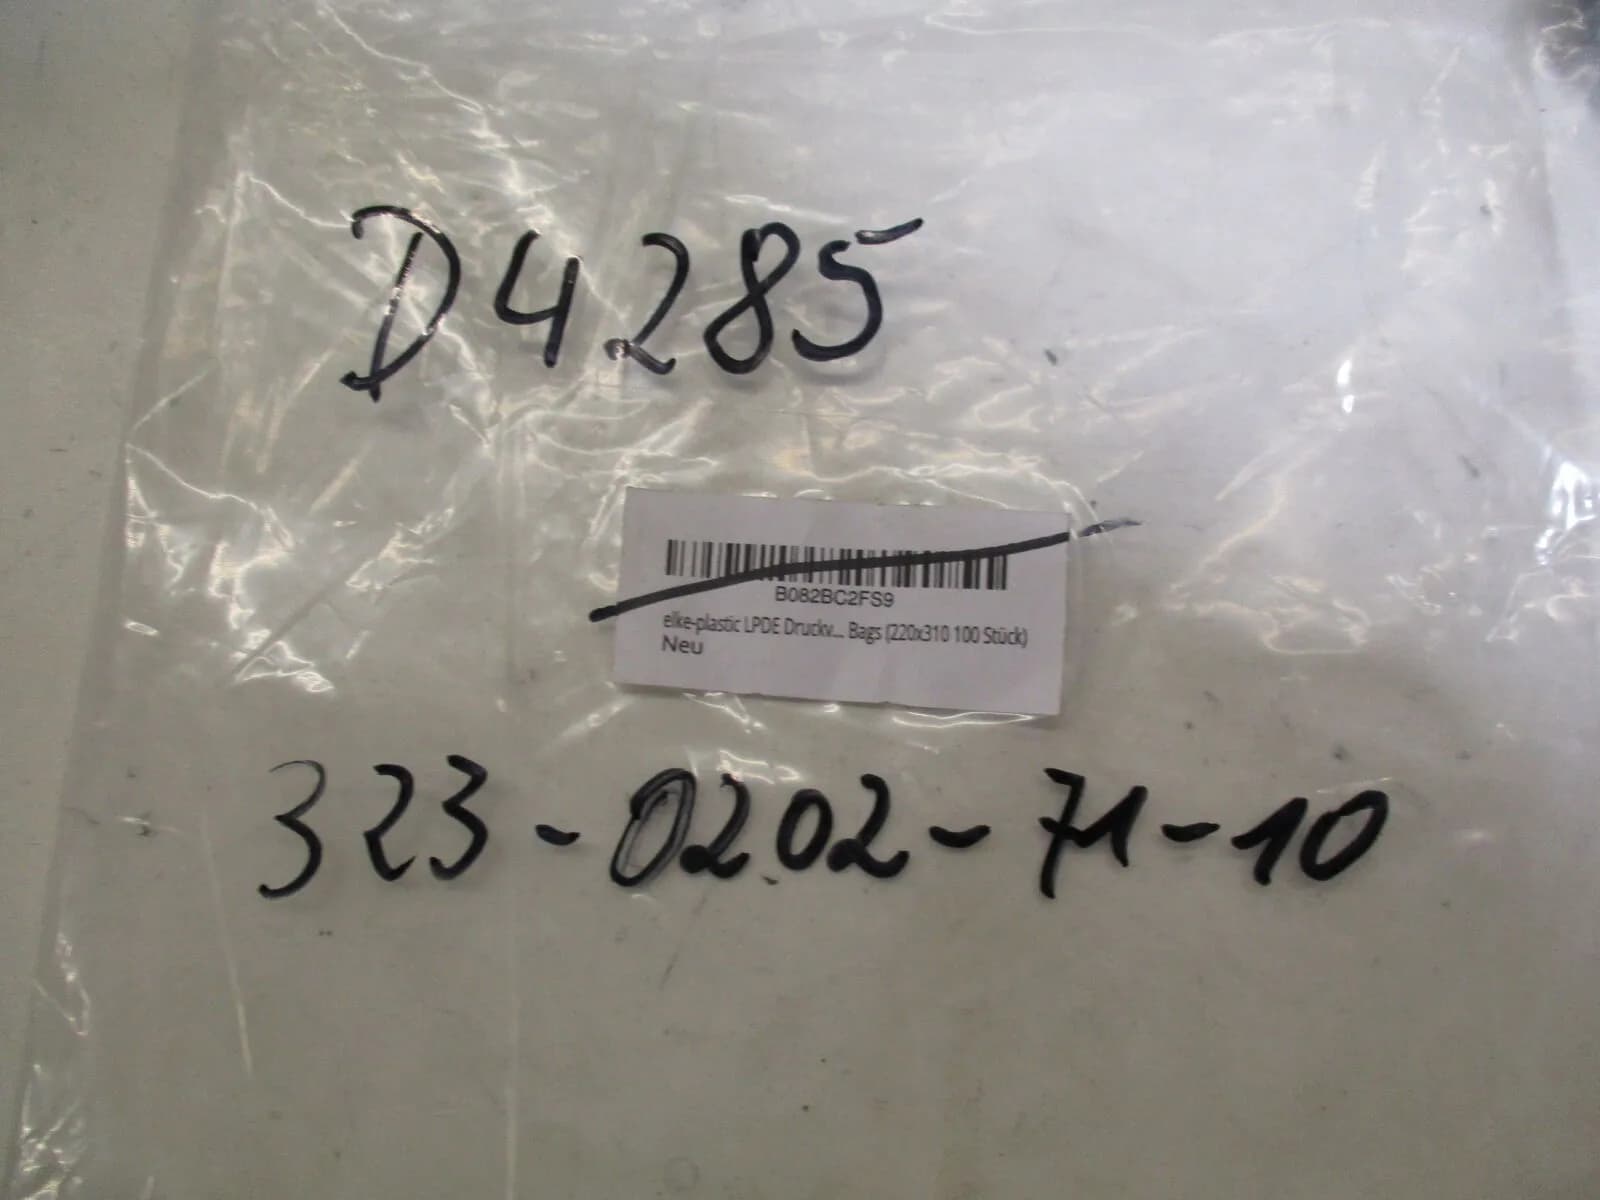 D4285
B082BC2FS9
elke-plastic LPDE Druckv... Bags (220x310 100 Stück)
Neu
323-0202-71-10